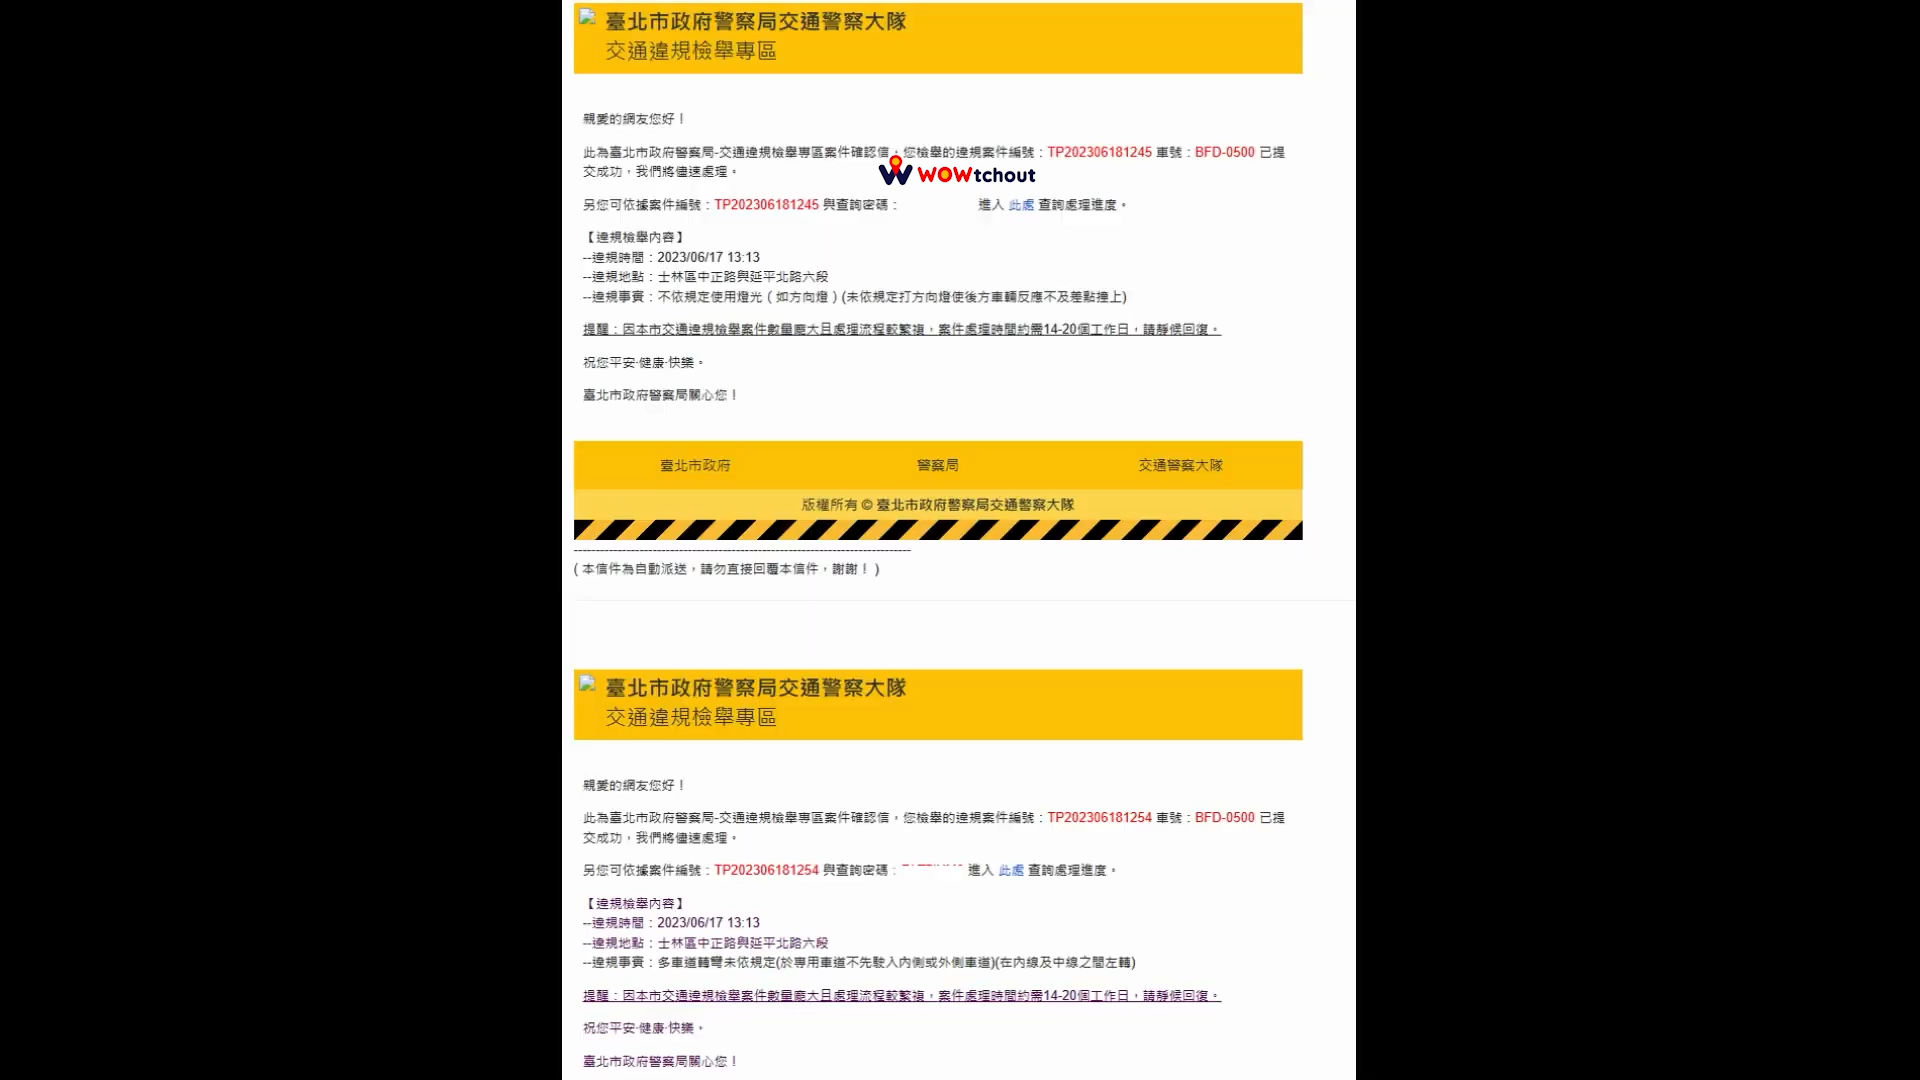 臺北市政府警察局交通警察大隊
交通違規檢舉專區
親愛的網友您好！
此為臺北市政府警察局-交通違規檢舉專區案件確認信，您檢舉的違規案件編號：TP202306181245 車號：BFD-0500 已提
交成功，我們將儘速處理。
WOWtchout
另您可依據案件編號：TP202306181245 與查詢密碼： 進入 此處 查詢處理進度。
【違規檢舉內容】
--違規時間：2023/06/17 13:13
--違規地點：士林區中正路與延平北路六段
--違規事實：不依規定使用燈光（如方向燈）(未依規定打方向燈使後方車輛反應不及差點撞上)
提醒：因本市交通違規檢舉案件數量龐大且處理流程較繁複，案件處理時間約需14-20個工作日，請靜候回復。
祝您平安‧健康‧快樂。
臺北市政府警察局關心您！
臺北市政府 警察局 交通警察大隊
版權所有 © 臺北市政府警察局交通警察大隊
------------------------------------------------------------------------------
( 本信件為自動派送，請勿直接回覆本信件，謝謝！ )
臺北市政府警察局交通警察大隊
交通違規檢舉專區
親愛的網友您好！
此為臺北市政府警察局-交通違規檢舉專區案件確認信，您檢舉的違規案件編號：TP202306181254 車號：BFD-0500 已提
交成功，我們將儘速處理。
另您可依據案件編號：TP202306181254 與查詢密碼： 進入 此處 查詢處理進度。
【違規檢舉內容】
--違規時間：2023/06/17 13:13
--違規地點：士林區中正路與延平北路六段
--違規事實：多車道轉彎未依規定(於專用車道不先駛入內側或外側車道)(在內線及中線之間左轉)
提醒：因本市交通違規檢舉案件數量龐大且處理流程較繁複，案件處理時間約需14-20個工作日，請靜候回復。
祝您平安‧健康‧快樂。
臺北市政府警察局關心您！